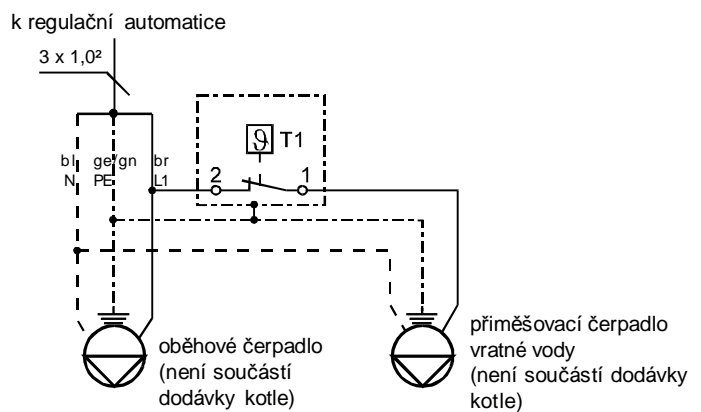 k regulační automatice
3 x 1,0²
ϑ T1
bl ge/gn br
N PE L1
2 1
oběhové čerpadlo
(není součástí
dodávky kotle)
přiměšovací čerpadlo
vratné vody
(není součástí dodávky
kotle)